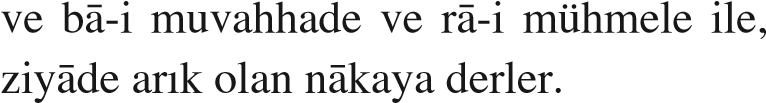 ve bā-i muvahhade ve rā-i mühmele ile,
ziyāde arık olan nākaya derler.